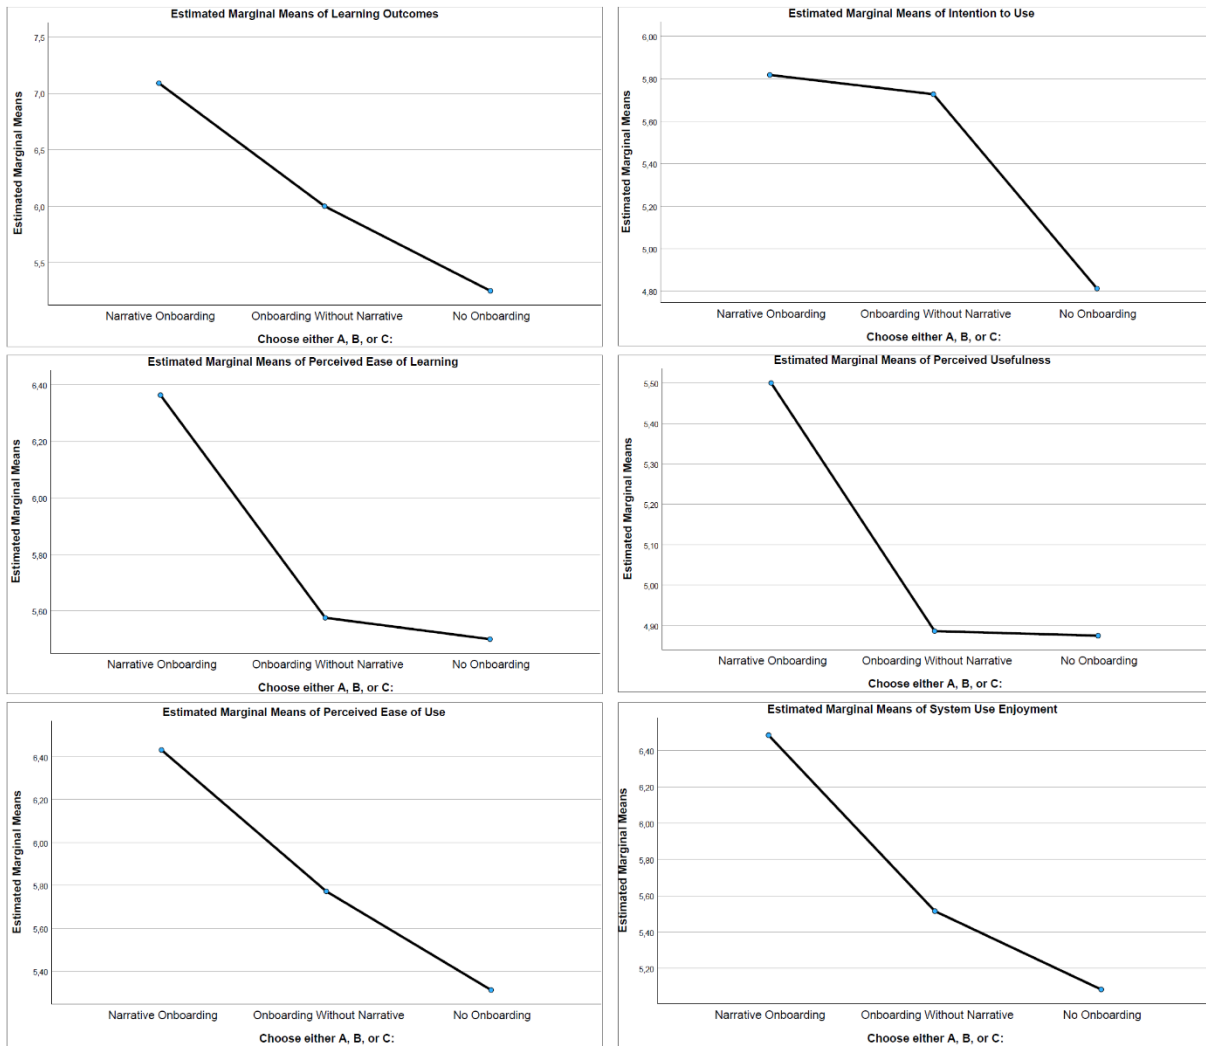 Estimated Marginal Means of Learning Outcomes
Estimated Marginal Means
7,5
7,0
6,5
6,0
5,5
Narrative Onboarding Onboarding Without Narrative No Onboarding
Choose either A, B, or C:
Estimated Marginal Means of Intention to Use
Estimated Marginal Means
6,00
5,80
5,60
5,40
5,20
5,00
4,80
Narrative Onboarding Onboarding Without Narrative No Onboarding
Choose either A, B, or C:
Estimated Marginal Means of Perceived Ease of Learning
Estimated Marginal Means
6,40
6,20
6,00
5,80
5,60
Narrative Onboarding Onboarding Without Narrative No Onboarding
Choose either A, B, or C:
Estimated Marginal Means of Perceived Usefulness
Estimated Marginal Means
5,50
5,40
5,30
5,20
5,10
5,00
4,90
Narrative Onboarding Onboarding Without Narrative No Onboarding
Choose either A, B, or C:
Estimated Marginal Means of Perceived Ease of Use
Estimated Marginal Means
6,40
6,20
6,00
5,80
5,60
5,40
Narrative Onboarding Onboarding Without Narrative No Onboarding
Choose either A, B, or C:
Estimated Marginal Means of System Use Enjoyment
Estimated Marginal Means
6,40
6,20
6,00
5,80
5,60
5,40
5,20
Narrative Onboarding Onboarding Without Narrative No Onboarding
Choose either A, B, or C: